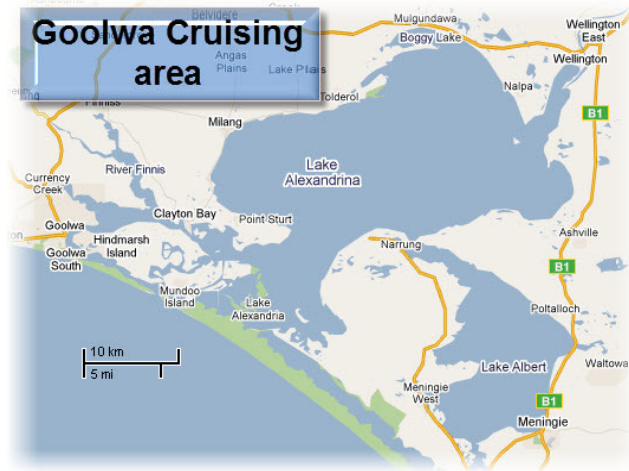 Goolwa Cruising
area
Belvidere
Angas
Plains
Lake Plains
Finniss
Mulgundawa
Boggy Lake
Wellington
East
Wellington
Tolderol
Nalpa
B1
Milang
River Finnis
Lake
Alexandrina
Currency
Creek
Clayton Bay
Point Sturt
Goolwa
Hindmarsh
Island
Goolwa
South
Narrung
Ashville
B1
Mundoo
Island
Lake
Alexandria
Poltalloch
10 km
5 mi
Lake Albert
Waltowa
Meningie
West
B1
Meningie